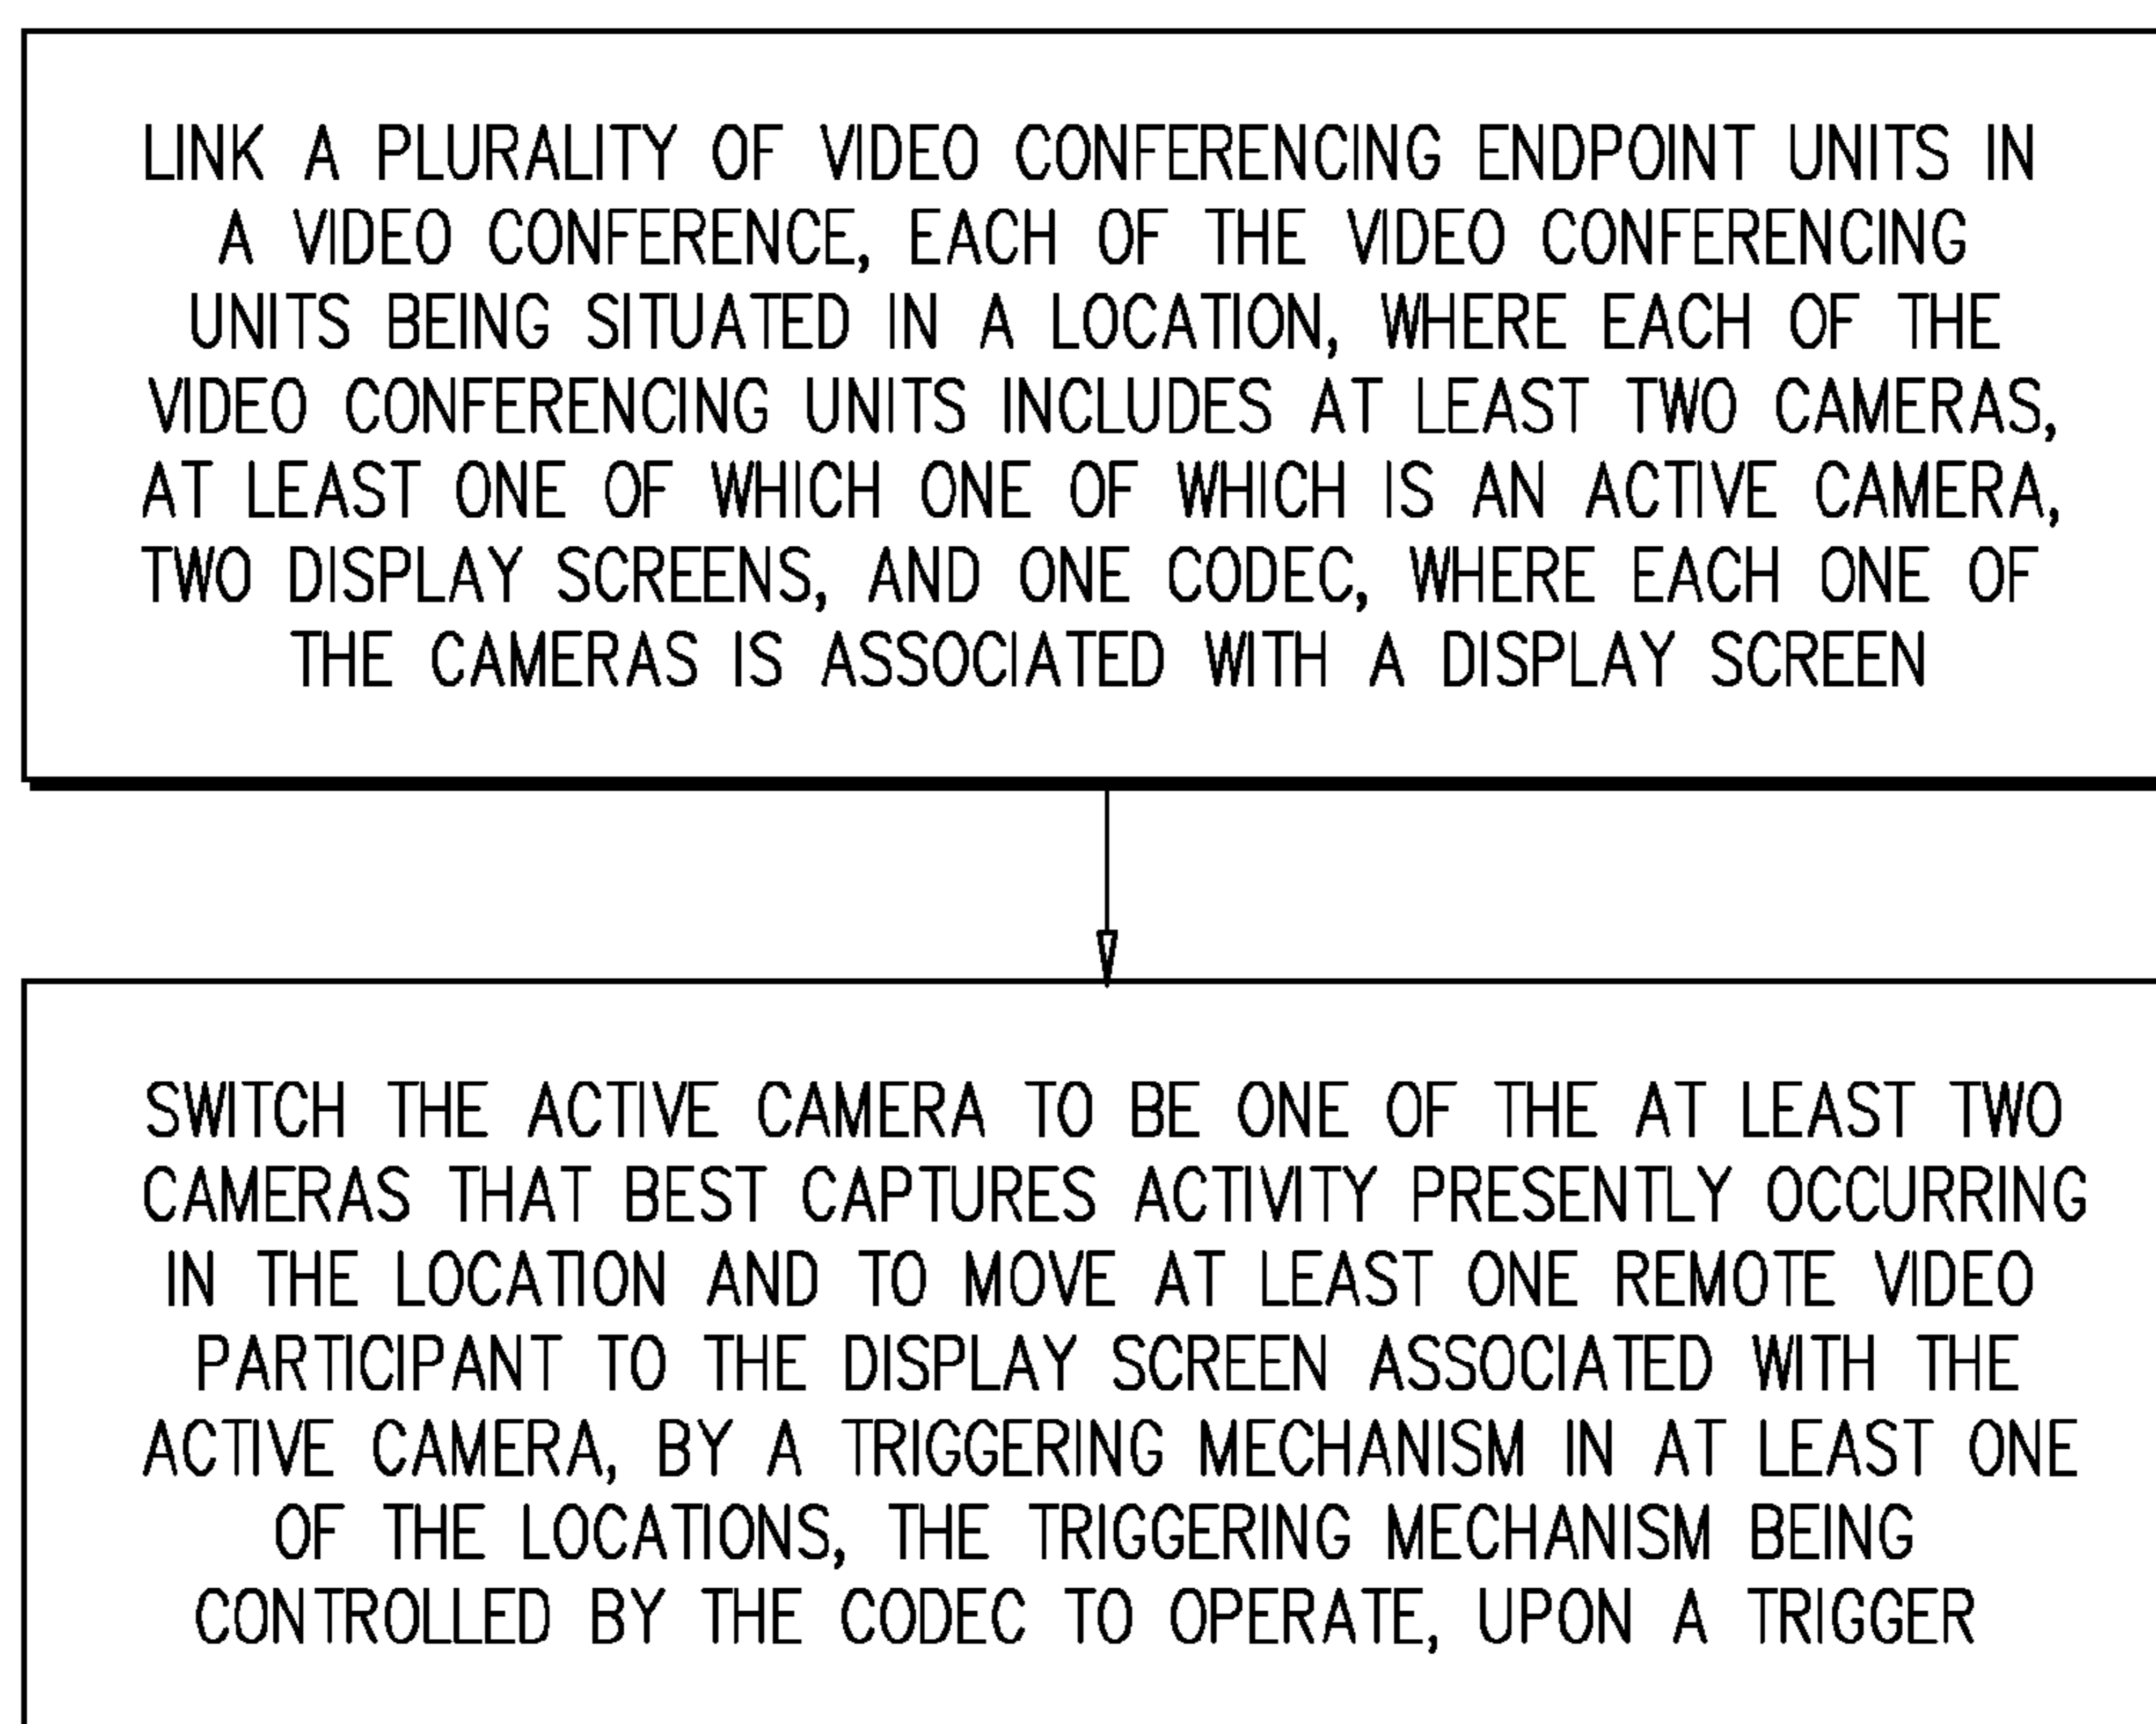 LINK A PLURALITY OF VIDEO CONFERENCING ENDPOINT UNITS IN
A VIDEO CONFERENCE, EACH OF THE VIDEO CONFERENCING
UNITS BEING SITUATED IN A LOCATION, WHERE EACH OF THE
VIDEO CONFERENCING UNITS INCLUDES AT LEAST TWO CAMERAS,
AT LEAST ONE OF WHICH ONE OF WHICH IS AN ACTIVE CAMERA,
TWO DISPLAY SCREENS, AND ONE CODEC, WHERE EACH ONE OF
THE CAMERAS IS ASSOCIATED WITH A DISPLAY SCREEN
SWITCH THE ACTIVE CAMERA TO BE ONE OF THE AT LEAST TWO
CAMERAS THAT BEST CAPTURES ACTIVITY PRESENTLY OCCURRING
IN THE LOCATION AND TO MOVE AT LEAST ONE REMOTE VIDEO
PARTICIPANT TO THE DISPLAY SCREEN ASSOCIATED WITH THE
ACTIVE CAMERA, BY A TRIGGERING MECHANISM IN AT LEAST ONE
OF THE LOCATIONS, THE TRIGGERING MECHANISM BEING
CONTROLLED BY THE CODEC TO OPERATE, UPON A TRIGGER